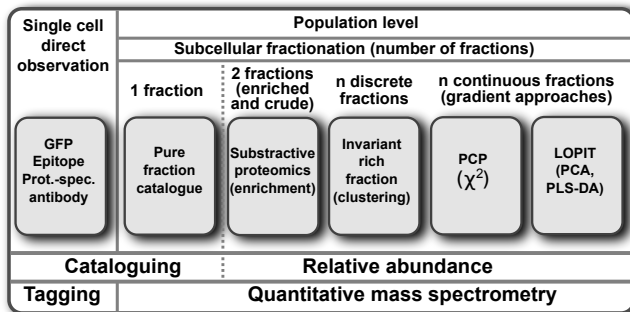 Single cell
direct
observation
Population level
Subcellular fractionation (number of fractions)
1 fraction
2 fractions
(enriched
and crude)
n discrete
fractions
n continuous fractions
(gradient approaches)
GFP
Epitope
Prot.-spec.
antibody
Pure
fraction
catalogue
Substractive
proteomics
(enrichment)
Invariant
rich
fraction
(clustering)
PCP
(χ²)
LOPIT
(PCA,
PLS-DA)
Cataloguing
Relative abundance
Tagging
Quantitative mass spectrometry